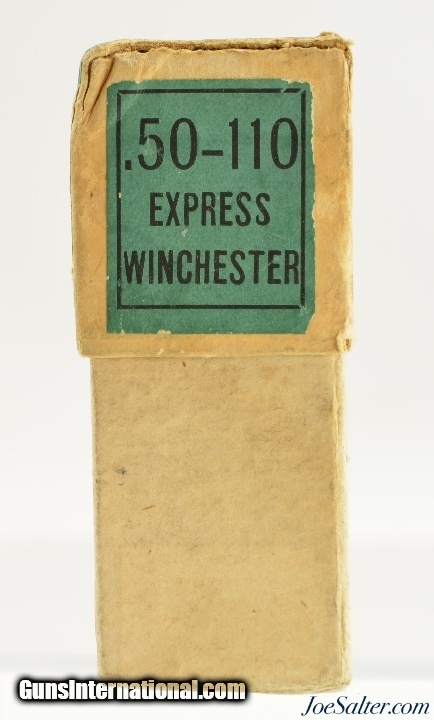 .50-110
EXPRESS
WINCHESTER
GunsInternational.com
JoeSalter.com